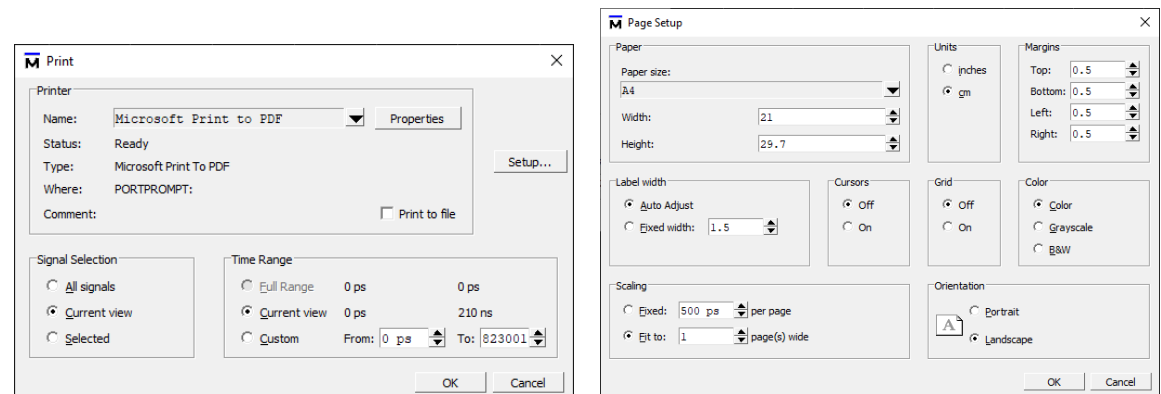 Print
Printer
Name: Microsoft Print to PDF Properties
Status: Ready
Type: Microsoft Print To PDF
Where: PORTPROMPT:
Comment: Print to file
Setup...
Signal Selection
All signals
Current view
Selected
Time Range
Full Range 0 ps 0 ps
Current view 0 ps 210 ns
Custom From: 0 ps To: 823001
OK Cancel
Page Setup
Paper
Paper size:
A4
Width: 21
Height: 29.7
Units
inches
cm
Margins
Top: 0.5
Bottom: 0.5
Left: 0.5
Right: 0.5
Label width
Auto Adjust
Fixed width: 1.5
Cursors
Off
On
Grid
Off
On
Color
Color
Grayscale
B&W
Scaling
Fixed: 500 ps per page
Fit to: 1 page(s) wide
Orientation
A
Portrait
Landscape
OK Cancel